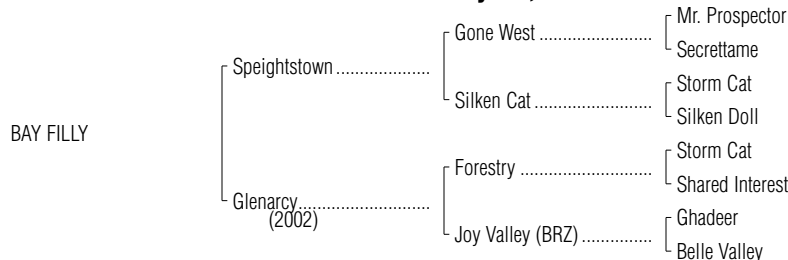 Mr. Prospector
Gone West
Secrettame
Speightstown
Storm Cat
Silken Cat
Silken Doll
BAY FILLY
Storm Cat
Forestry
Shared Interest
Glenarcy
(2002)
Ghadeer
Joy Valley (BRZ)
Belle Valley